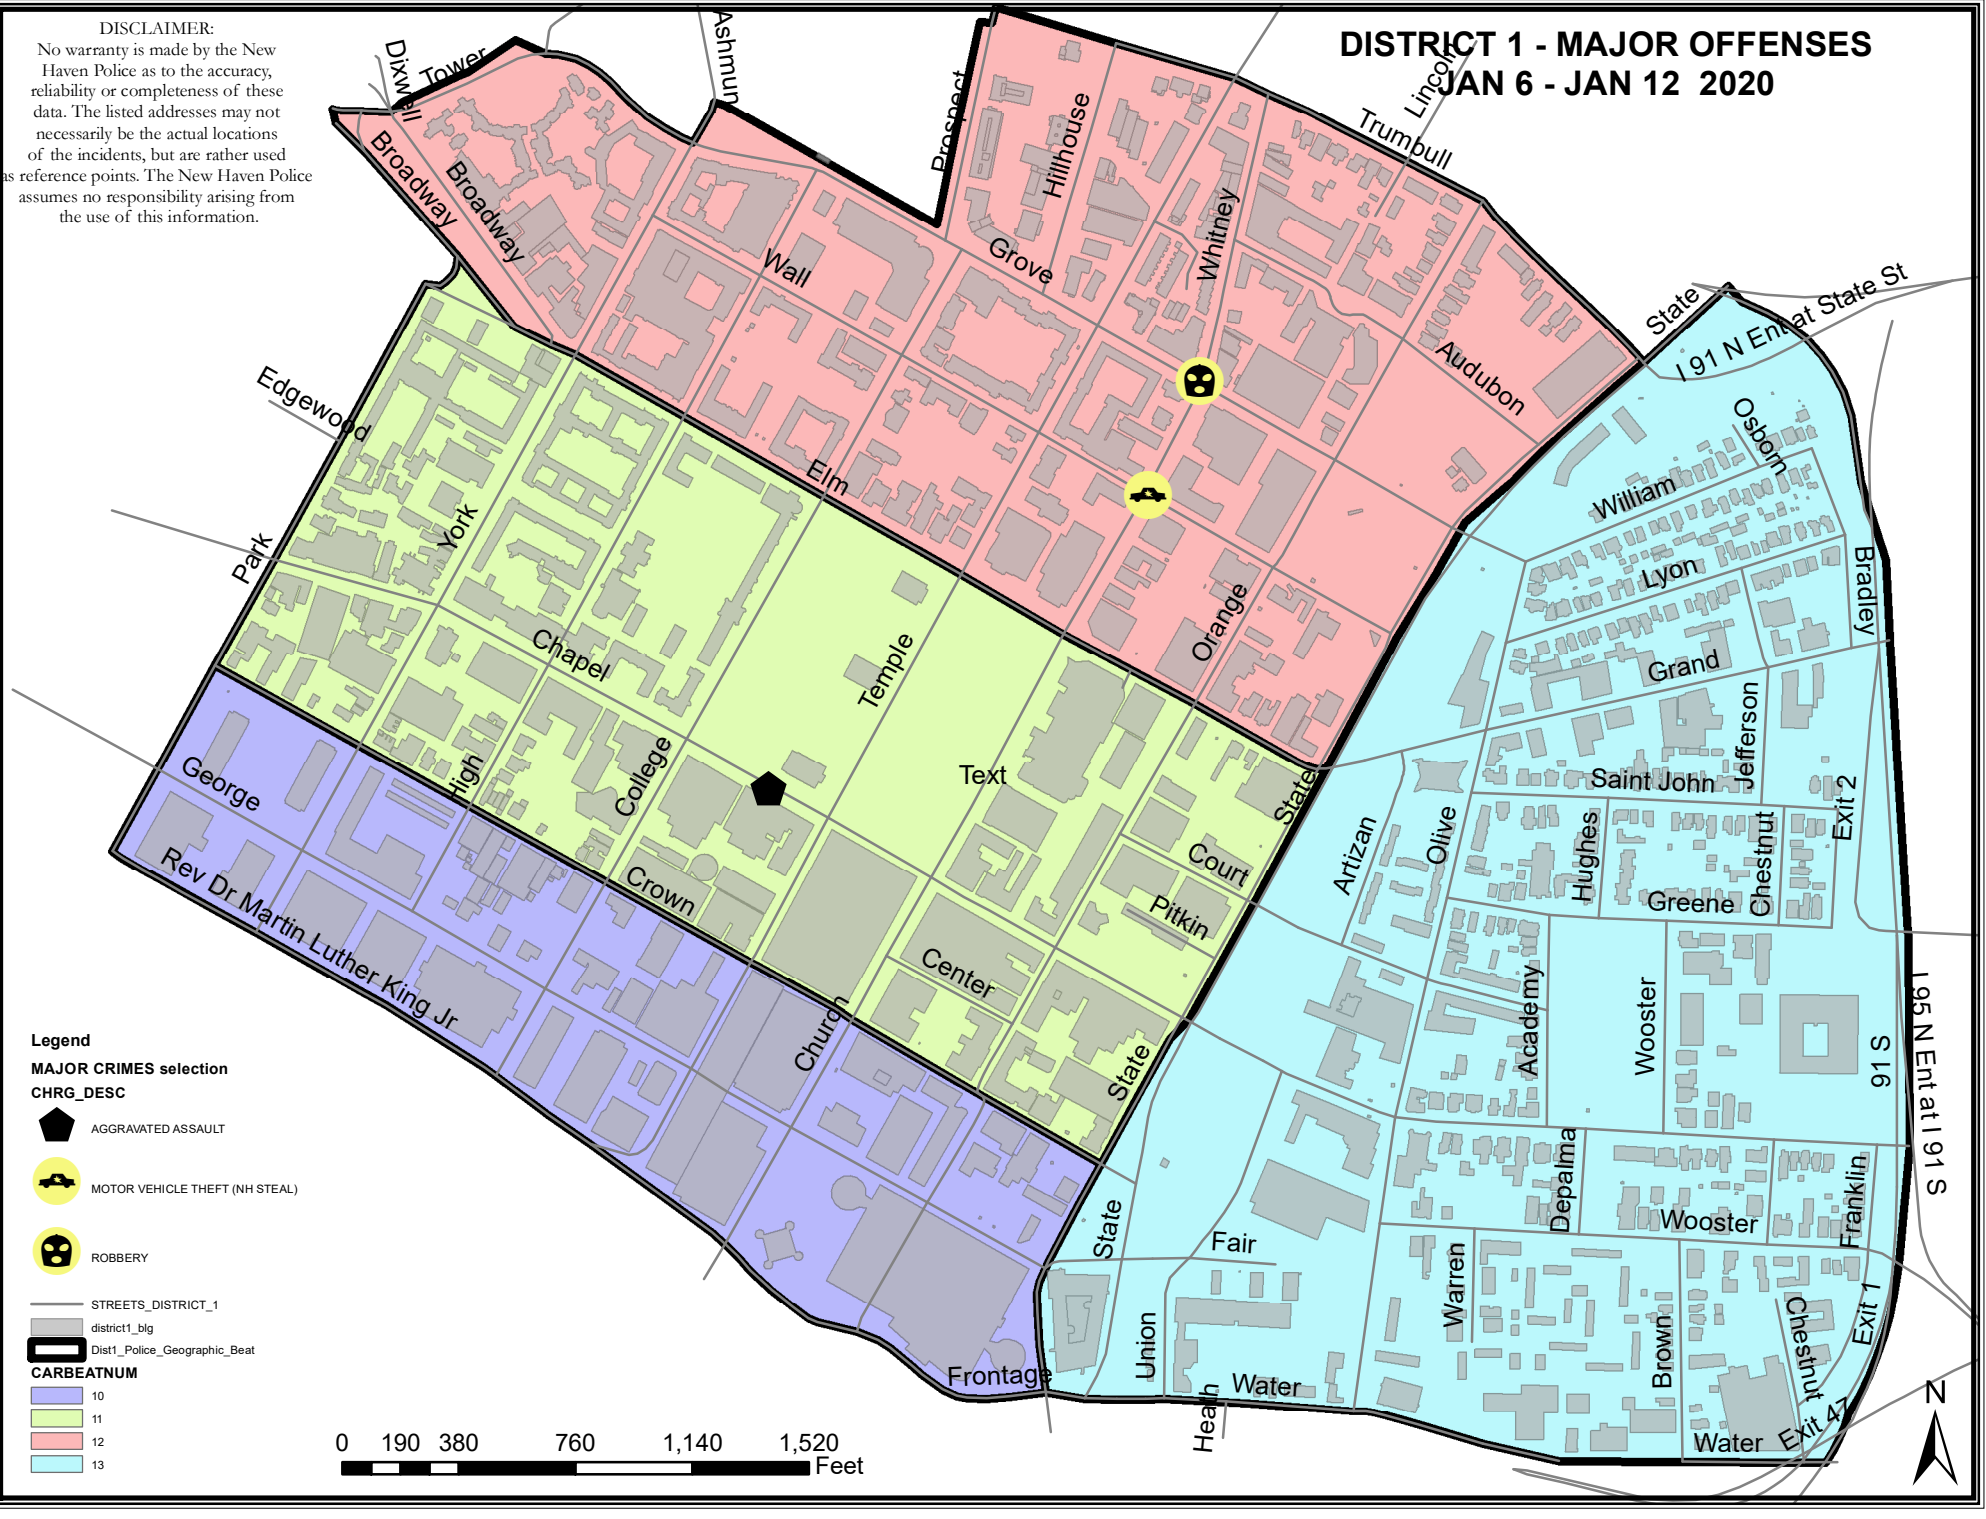 DISCLAIMER:
No warranty is made by the New
Haven Police as to the accuracy,
reliability or completeness of these
data. The listed addresses may not
necessarily be the actual locations
of the incidents, but are rather used
as reference points. The New Haven Police
assumes no responsibility arising from
the use of this information.
DISTRICT 1 - MAJOR OFFENSES
JAN 6 - JAN 12 2020
Dixwell
Tower
Ashmun
Prospect
Hillhouse
Lincoln
Trumbull
Broadway
Broadway
Wall
Grove
Whitney
State
I 91 N Ent at State St
Audubon
Edgewood
Osborn
Elm
William
York
Park
Lyon
Bradley
Orange
Chapel
Temple
Grand
Jefferson
George
High
College
Text
State
Saint John
Exit 2
Artizan
Olive
Hughes
Chestnut
Court
Crown
Greene
Pitkin
Rev Dr Martin Luther King Jr
Center
Church
Academy
Wooster
State
91 S
I 95 N Ent at I 91 S
Depalma
Wooster
Franklin
State
Fair
Warren
Union
Brown
Chestnut
Exit 1
Frontage
Heath
Water
Water
Exit 47
N
Legend
MAJOR CRIMES selection
CHRG_DESC
AGGRAVATED ASSAULT
MOTOR VEHICLE THEFT (NH STEAL)
ROBBERY
STREETS_DISTRICT_1
district1_blg
Dist1_Police_Geographic_Beat
CARBEATNUM
10
11
12
13
0 190 380 760 1,140 1,520
Feet